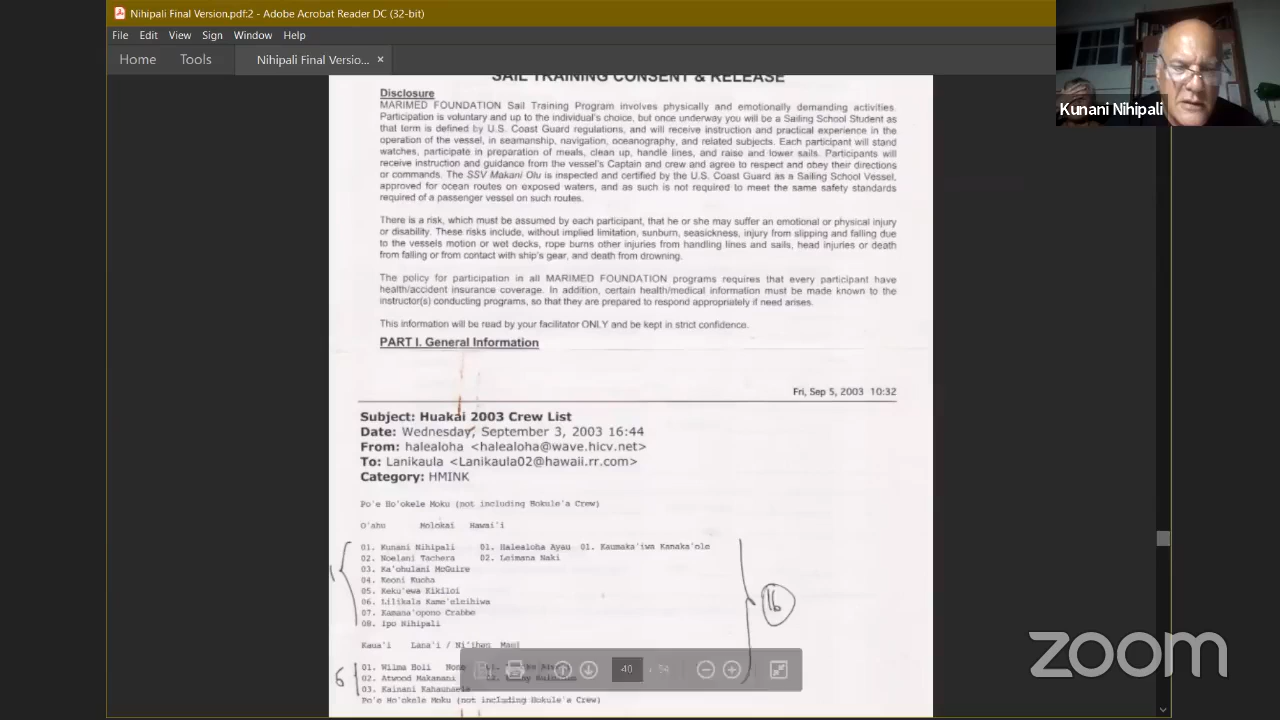 Nihipali Final Version.pdf:2 - Adobe Acrobat Reader DC (32-bit)
File Edit View Sign Window Help
Home Tools Nihipali Final Versio... ×
Kunani Nihipali
SAIL TRAINING CONSENT & RELEASE
Disclosure
MARIMED FOUNDATION Sail Training Program involves physically and emotionally demanding activities.
Participation is voluntary and up to the individual's choice, but once underway you will be a Sailing School Student as
that term is defined by U.S. Coast Guard regulations, and will receive instruction and practical experience in the
operation of the vessel, in seamanship, navigation, oceanography, and related subjects. Each participant will stand
watches, participate in preparation of meals, clean up, handle lines, and raise and lower sails. Participants will
receive instruction and guidance from the vessel's Captain and crew and agree to respect and obey their directions
or commands. The SSV Makani Olu is inspected and certified by the U.S. Coast Guard as a Sailing School Vessel,
approved for ocean routes on exposed waters, and as such is not required to meet the same safety standards
required of a passenger vessel on such routes.
There is a risk, which must be assumed by each participant, that he or she may suffer an emotional or physical injury
or disability. These risks include, without implied limitation, sunburn, seasickness, injury from slipping and falling due
to the vessels motion or wet decks, rope burns other injuries from handling lines and sails, head injuries or death
from falling or from contact with ship's gear, and death from drowning.
The policy for participation in all MARIMED FOUNDATION programs requires that every participant have
health/accident insurance coverage. In addition, certain health/medical information must be made known to the
instructor(s) conducting programs, so that they are prepared to respond appropriately if need arises.
This information will be read by your facilitator ONLY and be kept in strict confidence.
PART I. General Information
Fri, Sep 5, 2003 10:32
Subject: Huakai 2003 Crew List
Date: Wednesday, September 3, 2003 16:44
From: halealoha <halealoha@wave.hicv.net>
To: Lanikaula <Lanikaula02@hawaii.rr.com>
Category: HMINK
Po'e Ho'okele Moku (not including Hokule'a Crew)
O'ahu Molokai Hawai'i
01. Kunani Nihipali 01. Halealoha Ayau 01. Kaumaka'iwa Kanaka'ole
02. Noelani Tachera 02. Loimana Naki
03. Ka'ohulani McGuire
04. Keoni Kuoha
05. Keku'ewa Kikiloi
06. Lilikala Kame'eleihiwa
07. Kamana'opono Crabbe
08. Ipo Nihipali
16
Kaua'i Lana'i / Ni'ihau Maui
01. Wilma Holi None
02. Atwood Makanani
6
03. Kainani Kahaunaele
Po'e Ho'okele Moku (not including Hokule'a Crew)
40 / 54
zoom